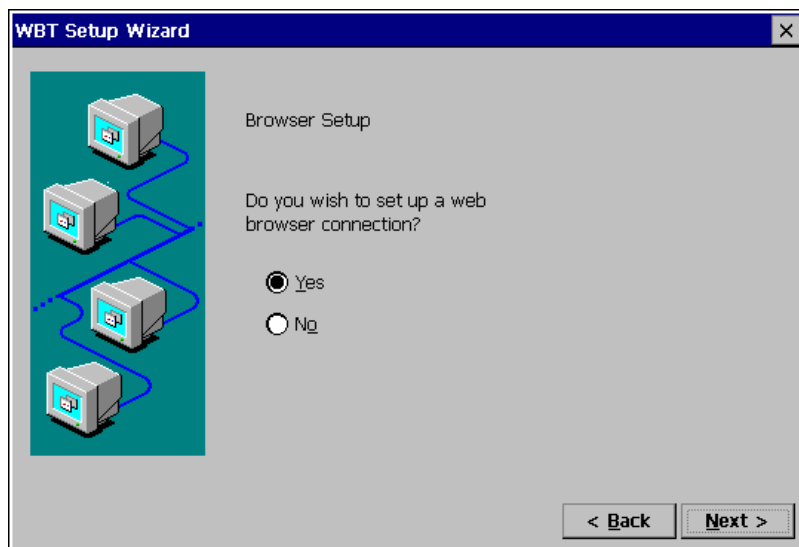 WBT Setup Wizard
Browser Setup
Do you wish to set up a web
browser connection?
Yes
No
< Back
Next >